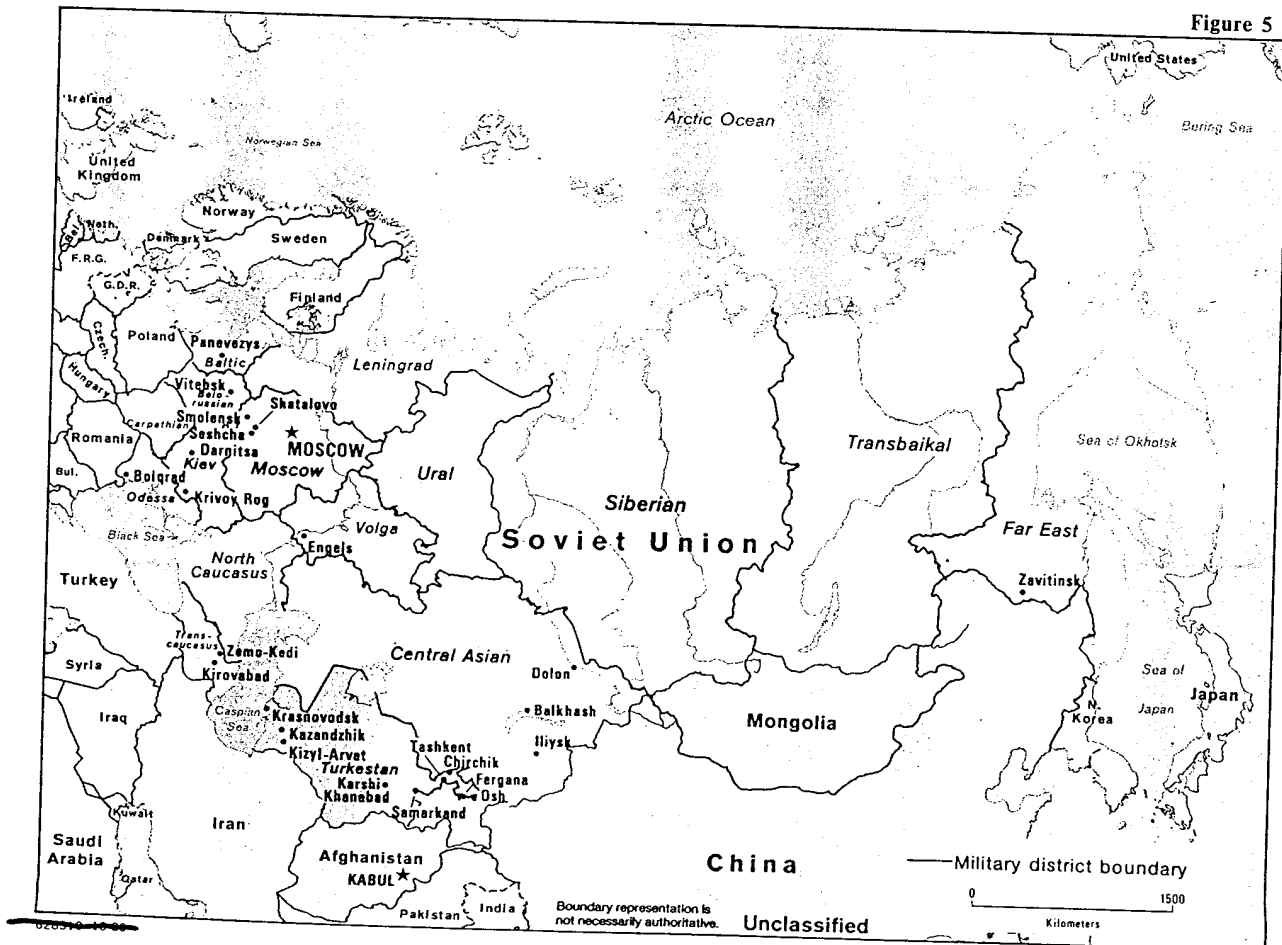 Figure 5
United States
Ireland
Arctic Ocean
Bering Sea
Norwegian Sea
United
Kingdom
Norway
Neth.
Bel.
Denmark
Sweden
F.R.G.
G.D.R.
Finland
Poland
Czech.
Panevezys
Baltic
Leningrad
Hungary
Vitebsk
Belo-
russian
Skatalovo
Smolensk
Carpathian
Seshcha
MOSCOW
Romania
Dargitsa
Kiev
Moscow
Ural
Transbaikal
Sea of Okhotsk
Bul.
Bolgrad
Odessa
Krivoy Rog
Siberian
Volga
Black Sea
Engels
Soviet Union
Far East
North
Caucasus
Turkey
Zavitinsk
Trans-
caucasus
Zemo-Kedi
Kirovabad
Central Asian
Dolon
Syria
Sea of
Japan
Japan
N.
Korea
Iraq
Caspian
Sea
Krasnovodsk
Kazandzhik
Kizyl-Arvat
Balkhash
Mongolia
Iliysk
Tashkent
Chirchik
Turkestan
Fergana
Karshi
Khanabad
Osh
Samarkand
Kuwait
Iran
Saudi
Arabia
Afghanistan
KABUL
China
Military district boundary
Qatar
Pakistan
India
Boundary representation is
not necessarily authoritative.
Unclassified
0 1500
Kilometers